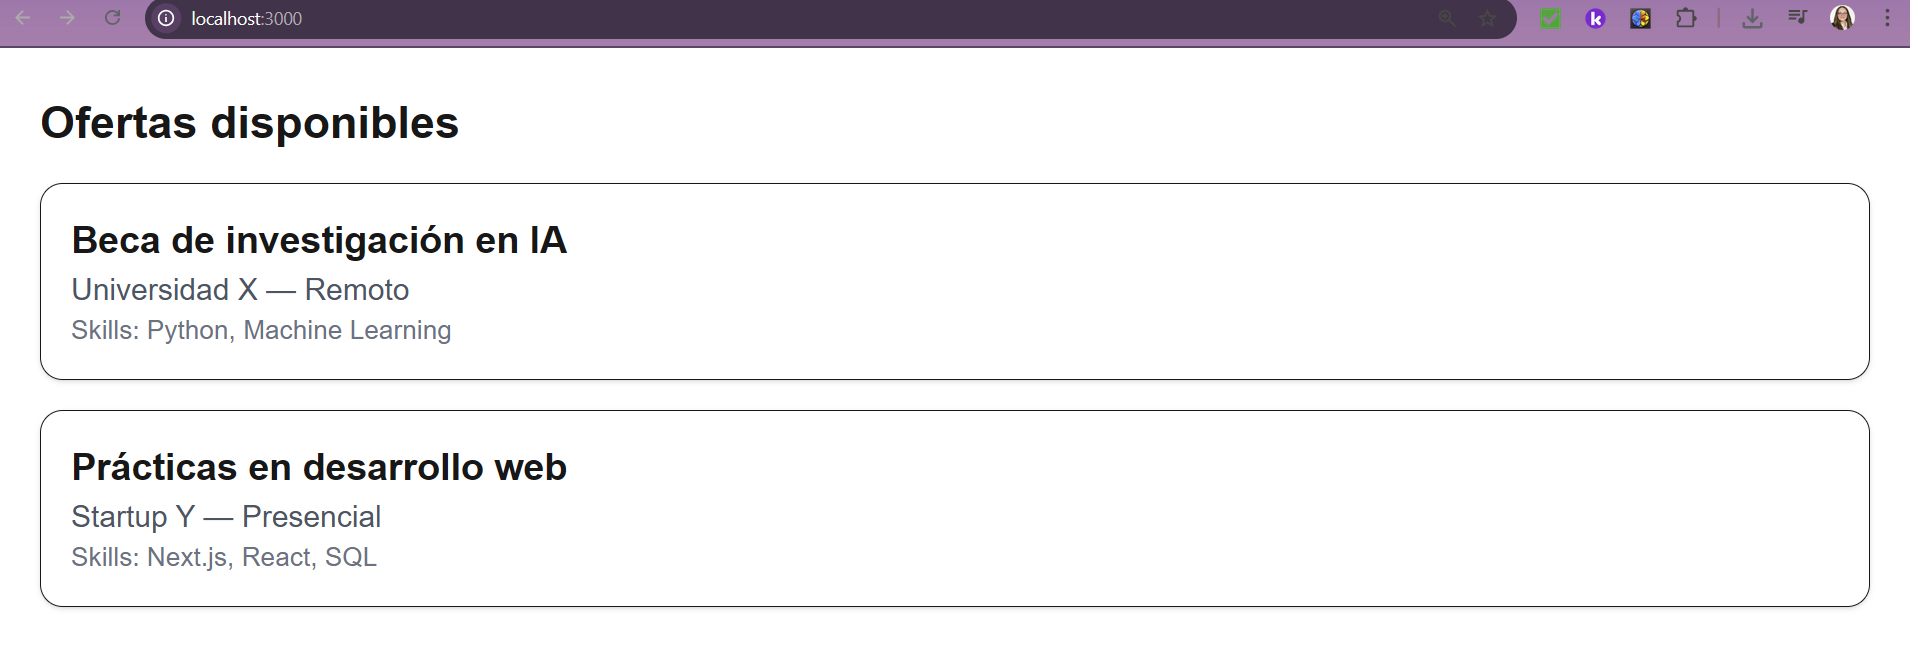 localhost:3000
k
Ofertas disponibles
Beca de investigación en IA
Universidad X — Remoto
Skills: Python, Machine Learning
Prácticas en desarrollo web
Startup Y — Presencial
Skills: Next.js, React, SQL